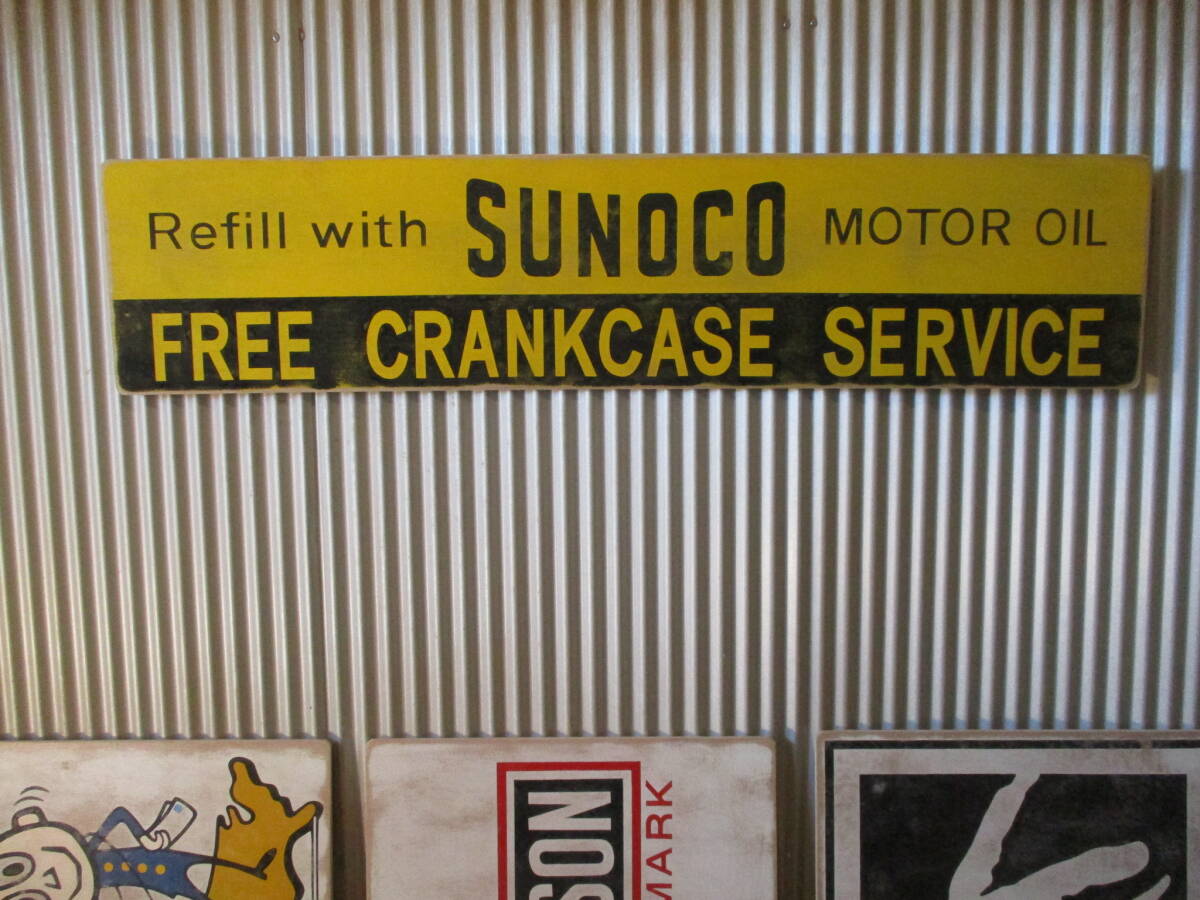 Refill with SUNOCO MOTOR OIL
FREE CRANKCASE SERVICE
SON
MARK